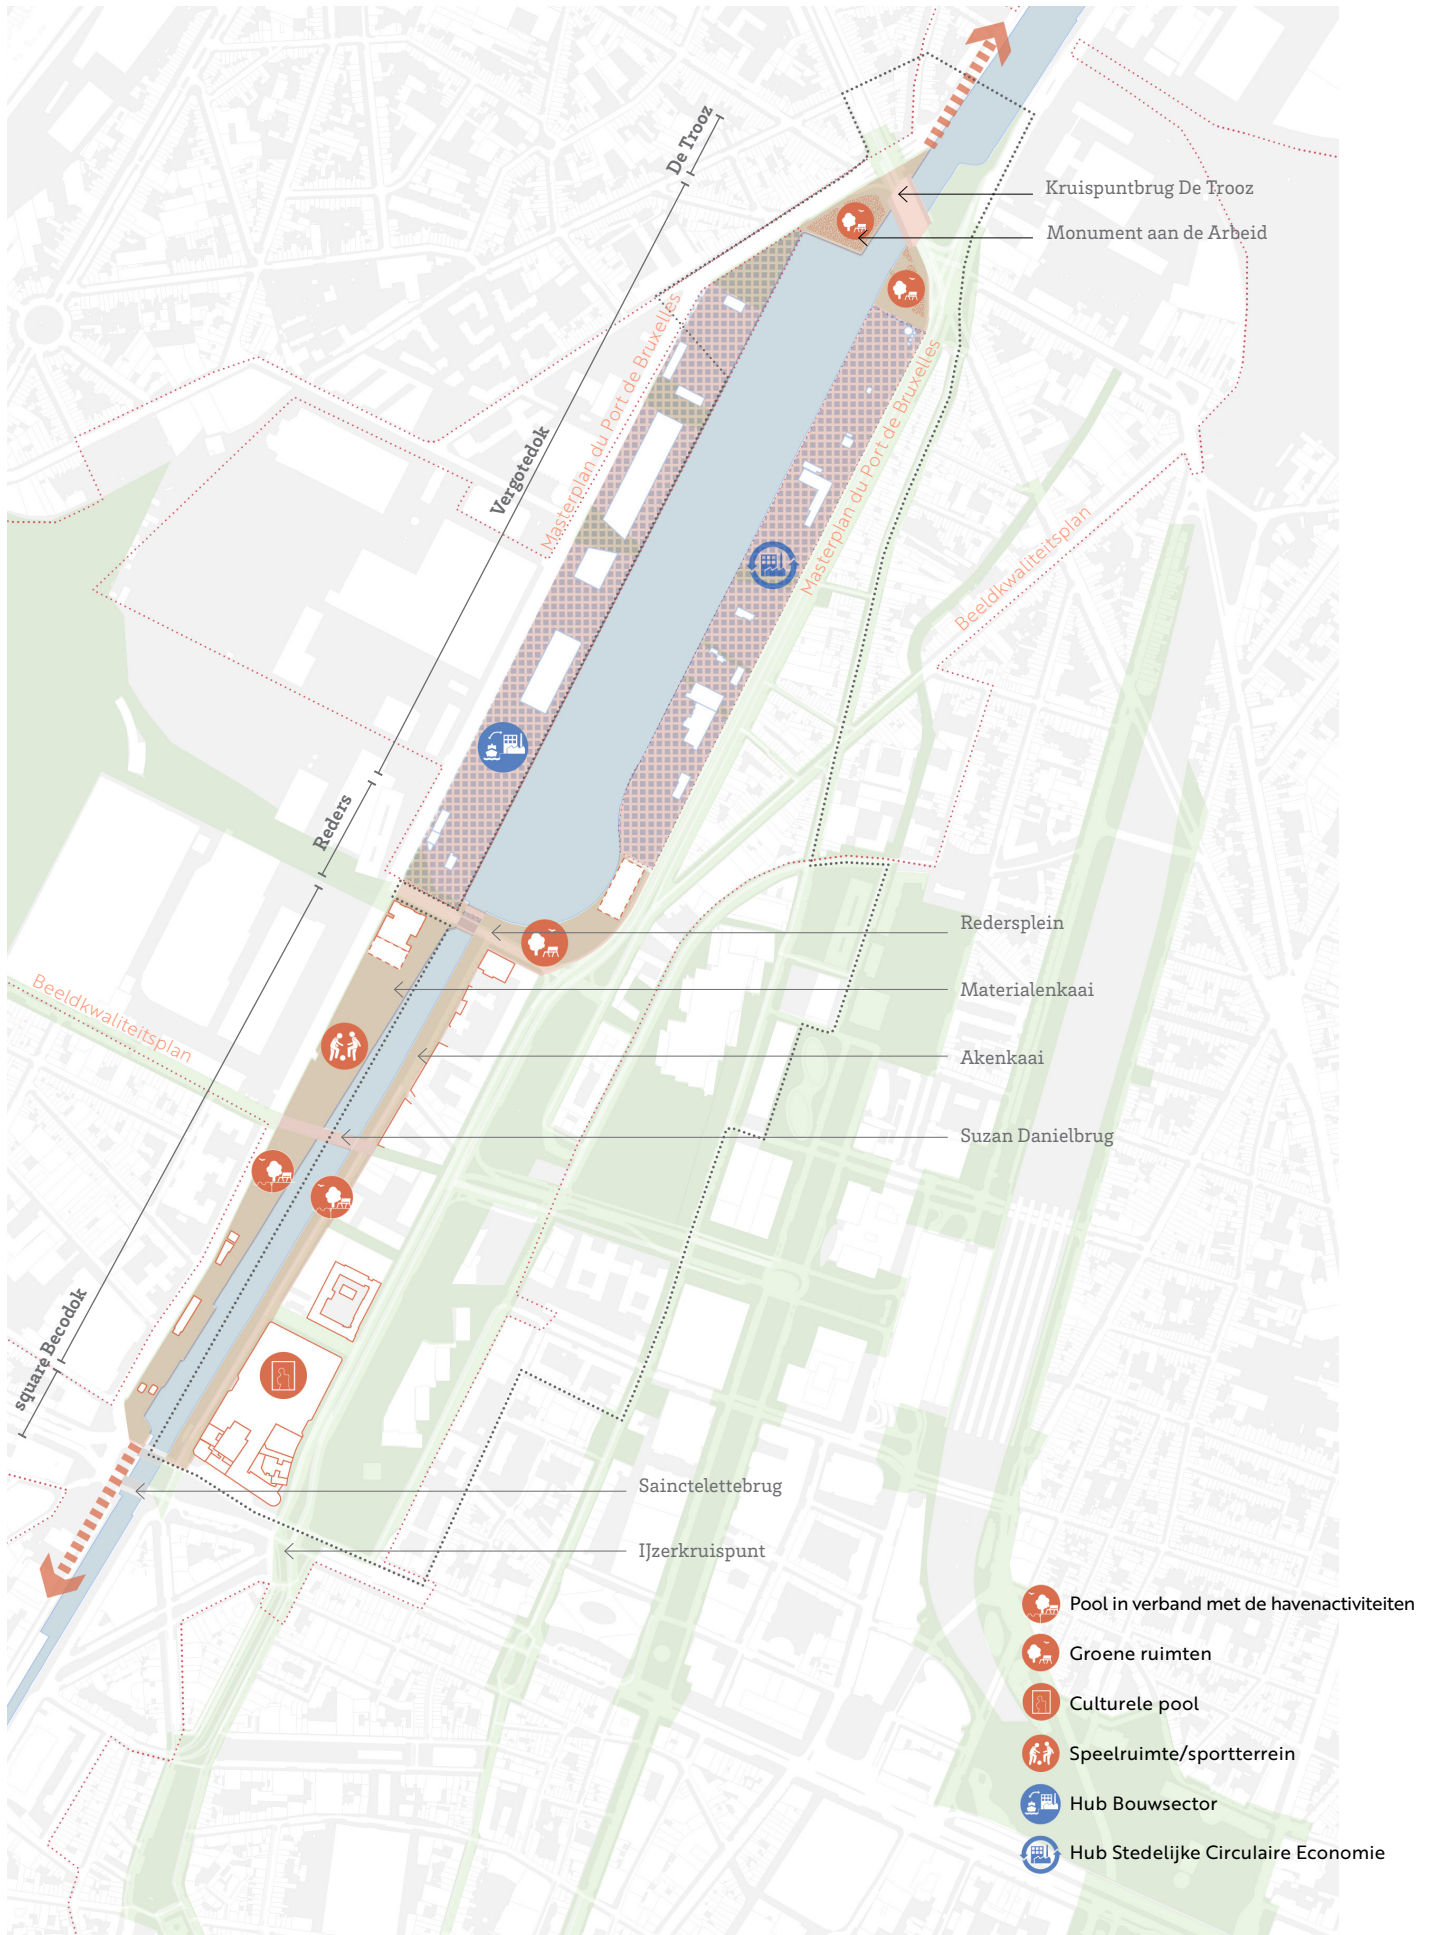 De Trooz
Kruispuntbrug De Trooz
Monument aan de Arbeid
Masterplan du Port de Bruxelles
Masterplan du Port de Bruxelles
Vergotedok
Beeldkwaliteitsplan
Reders
Redersplein
Materialenkaai
Beeldkwaliteitsplan
Akenkaai
Suzan Danielbrug
square Becodok
Sainctelettebrug
IJzerkruispunt
Pool in verband met de havenactiviteiten
Groene ruimten
Culturele pool
Speelruimte/sportterrein
Hub Bouwsector
Hub Stedelijke Circulaire Economie